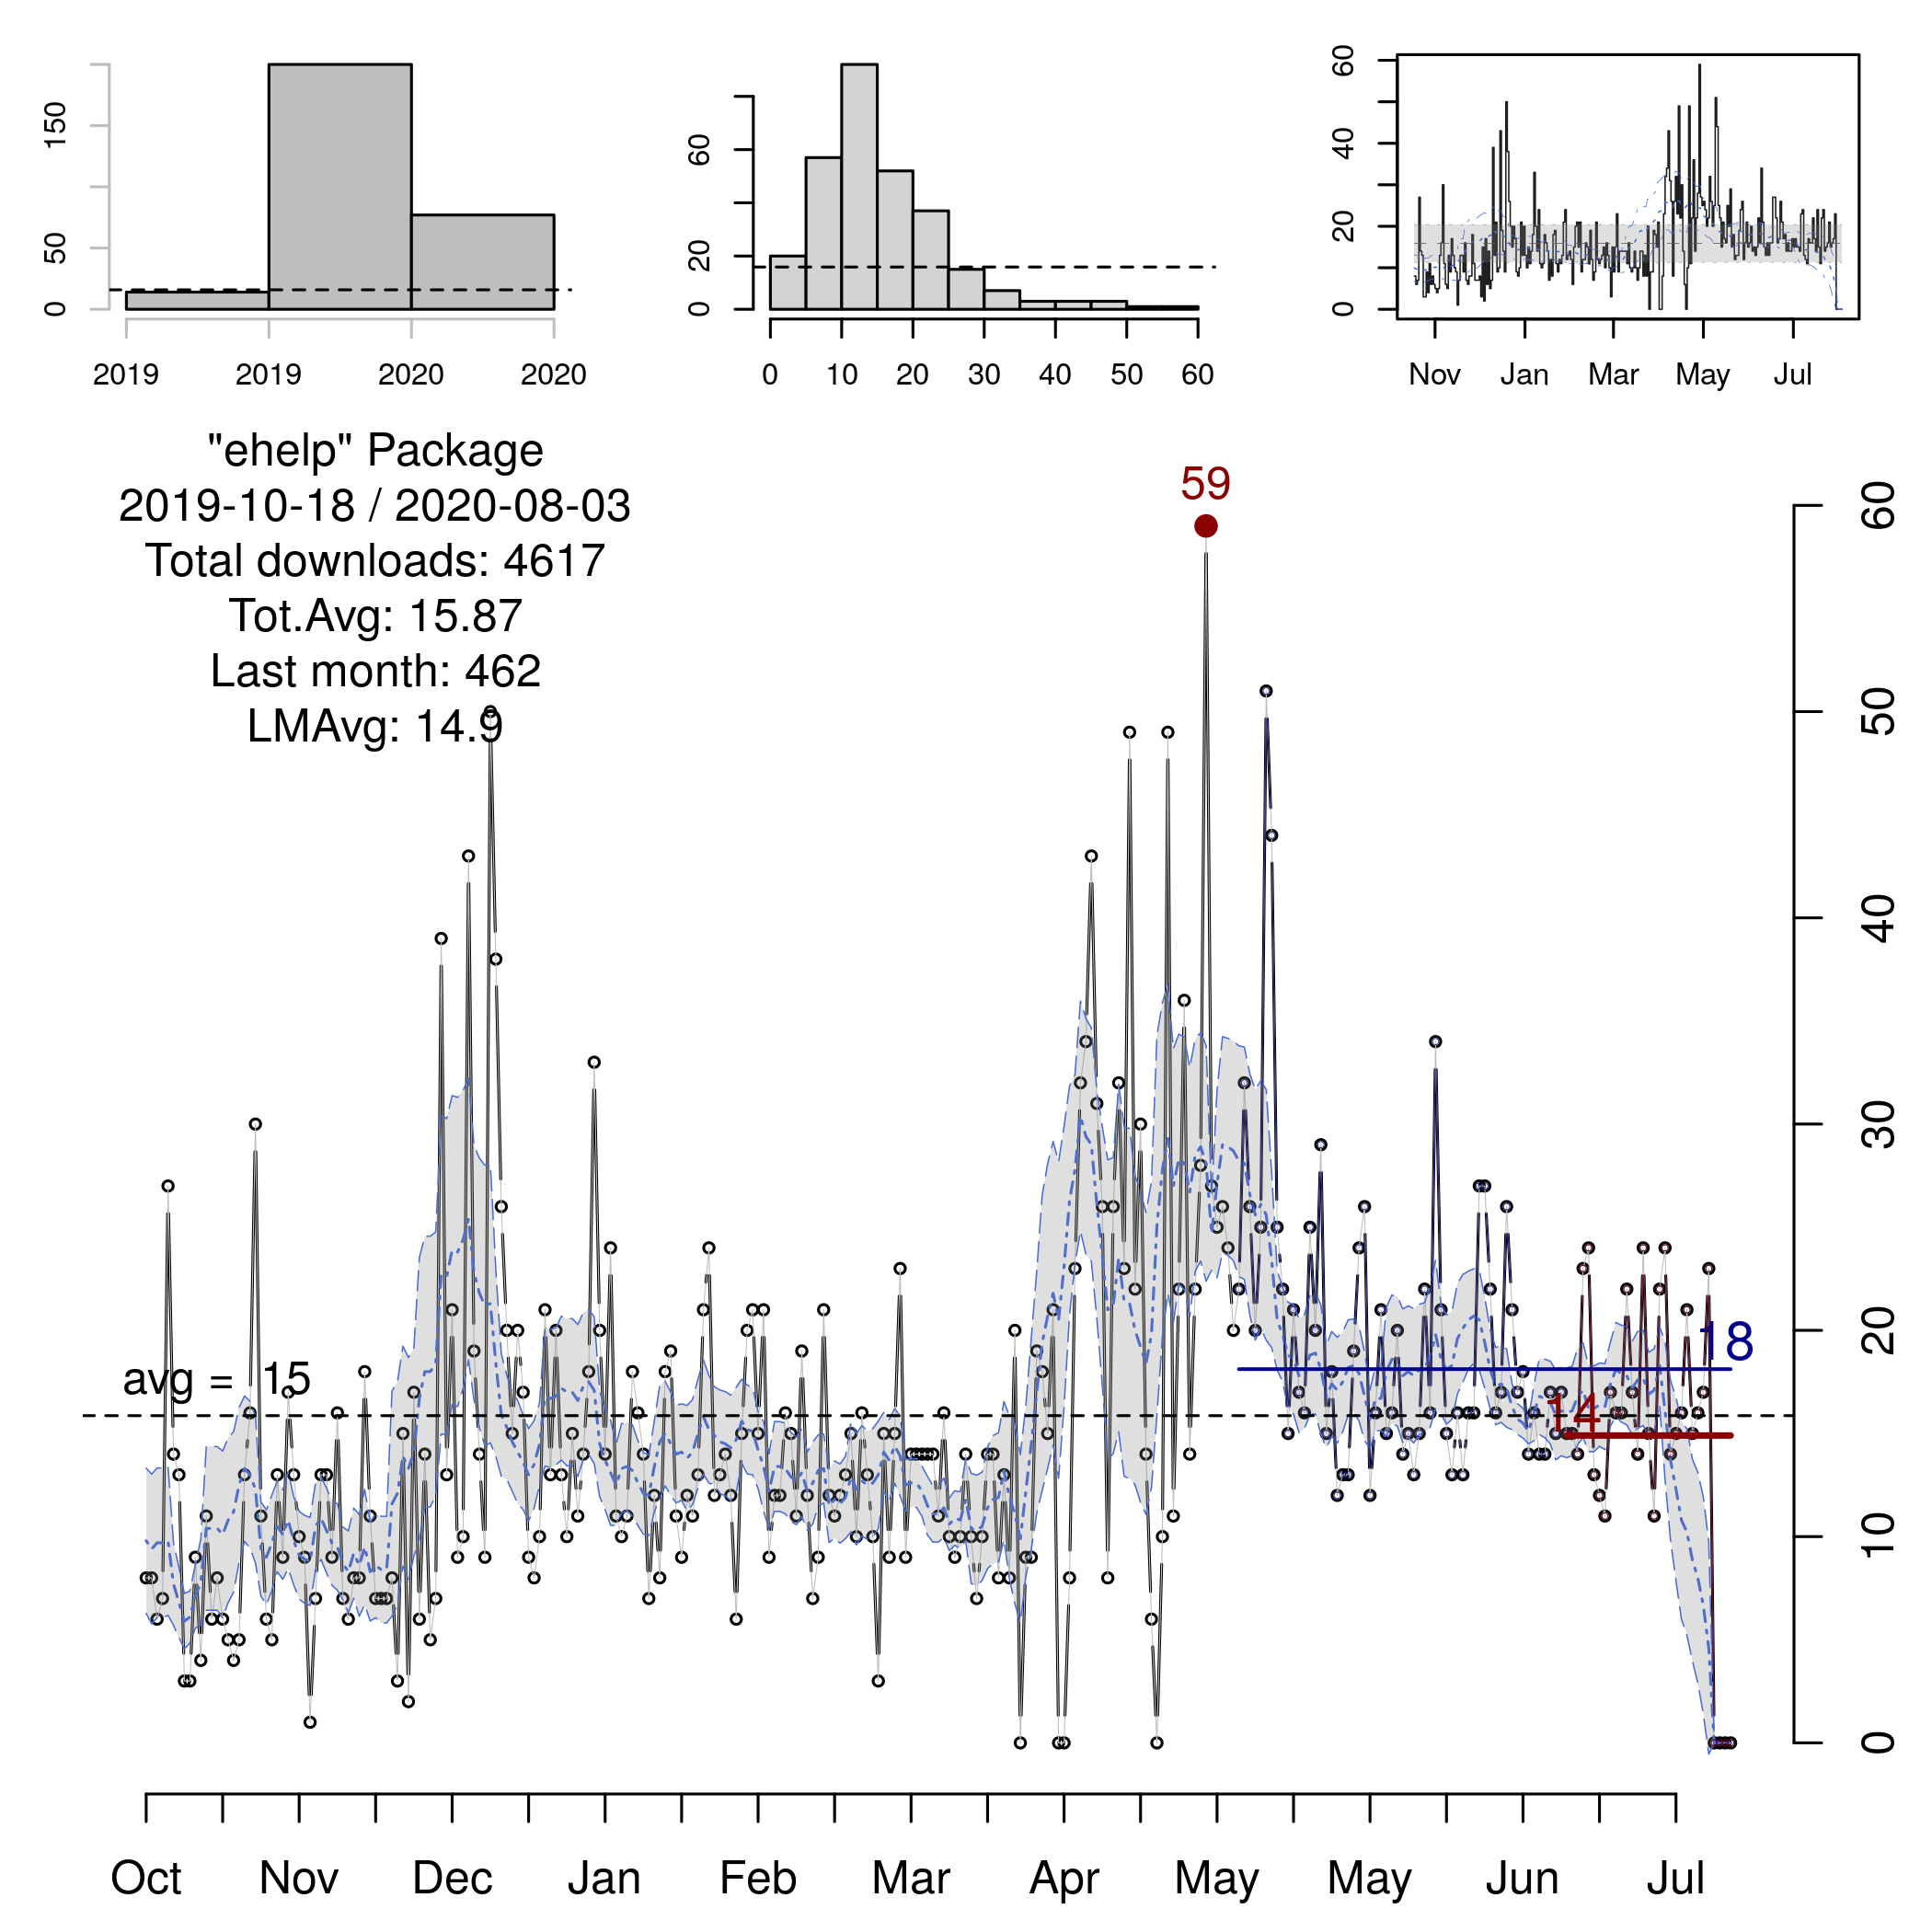 150
50
0
2019 2019 2020 2020
60
20
0
0 10 20 30 40 50 60
60
40
20
0
Nov Jan Mar May Jul
"ehelp" Package
2019-10-18 / 2020-08-03
Total downloads: 4617
Tot.Avg: 15.87
Last month: 462
LMAvg: 14.9
59
avg = 15
18
14
60
50
40
30
20
10
0
Oct Nov Dec Jan Feb Mar Apr May May Jun Jul